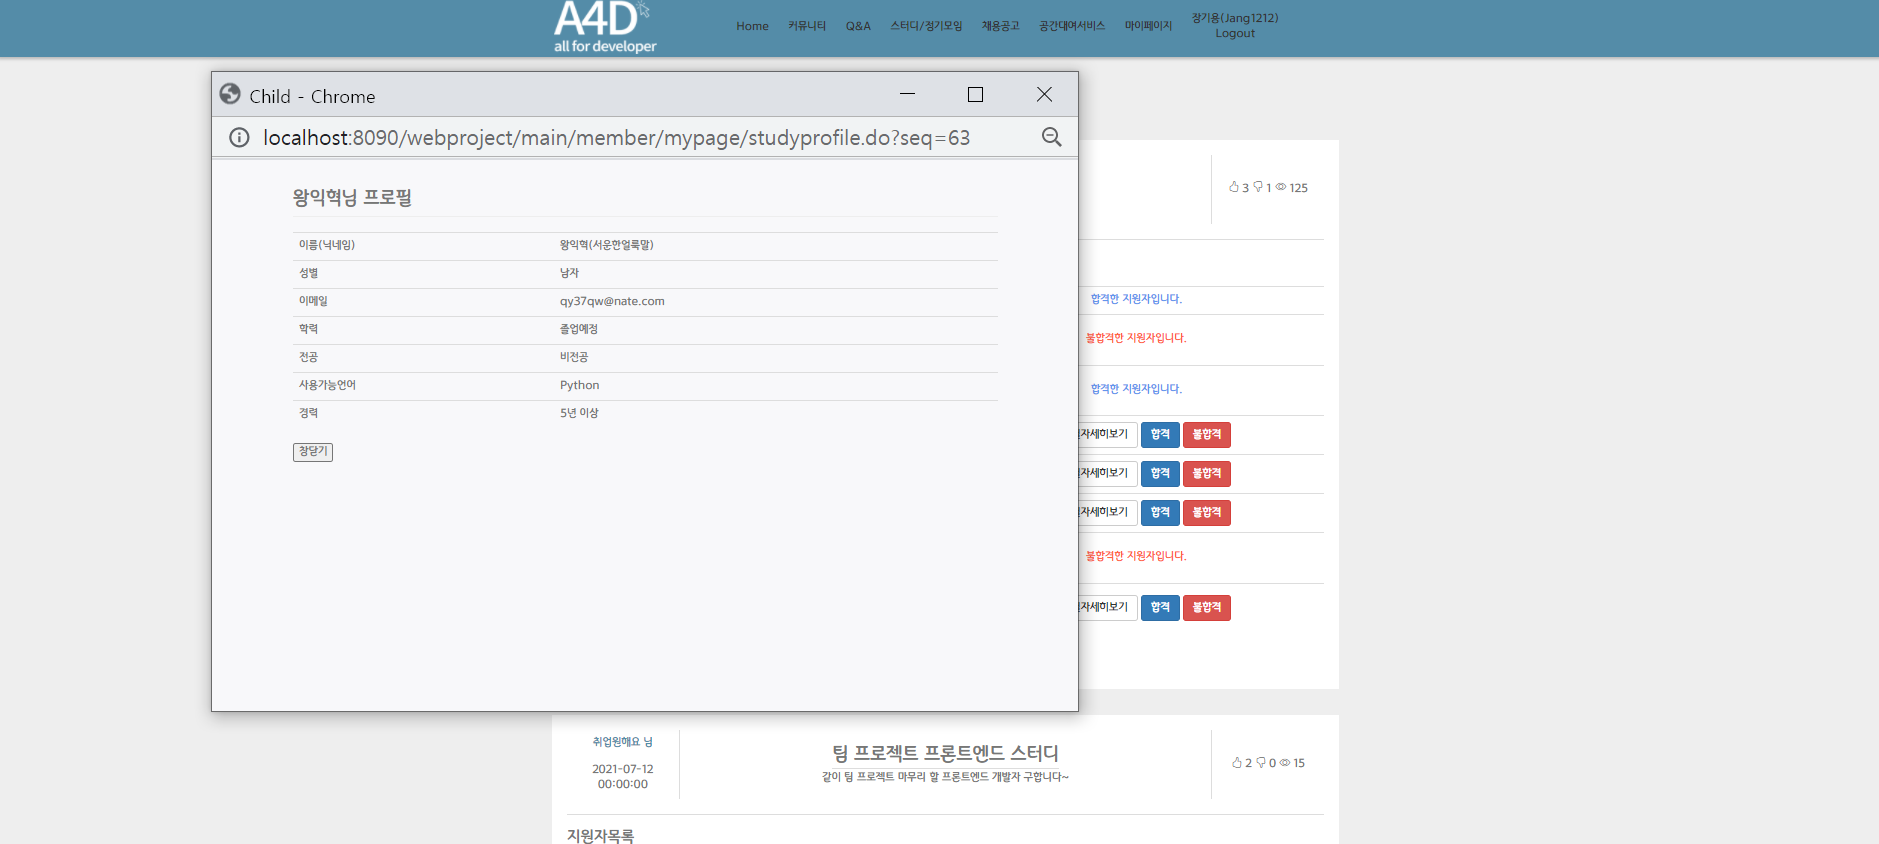 A4D
all for developer
Home 커뮤니티 Q&A 스터디/정기모임 채용공고 공간대여서비스 마이페이지 장기용(Jang1212)
Logout
Child - Chrome
localhost:8090/webproject/main/member/mypage/studyprofile.do?seq=63
왕익혁님 프로필
이름(닉네임) 왕익혁(서운한얼룩말)
성별 남자
이메일 qy37qw@nate.com
학력 졸업예정
전공 비전공
사용가능언어 Python
경력 5년 이상
창닫기
3 1 125
합격한 지원자입니다.
불합격한 지원자입니다.
합격한 지원자입니다.
자세히보기 합격 불합격
자세히보기 합격 불합격
자세히보기 합격 불합격
불합격한 지원자입니다.
자세히보기 합격 불합격
취업원해요 님
2021-07-12
00:00:00
팀 프로젝트 프론트엔드 스터디
같이 팀 프로젝트 마무리 할 프론트엔드 개발자 구합니다~
2 0 15
지원자목록